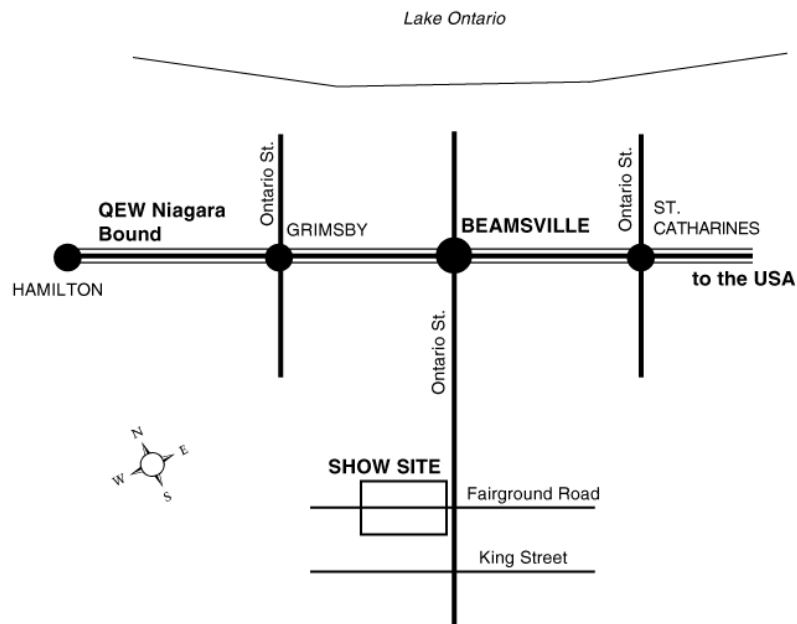 Lake Ontario
Ontario St.
Ontario St.
QEW Niagara
Bound
GRIMSBY
BEAMSVILLE
ST.
CATHARINES
HAMILTON
to the USA
Ontario St.
N
E
W
S
SHOW SITE
Fairground Road
King Street